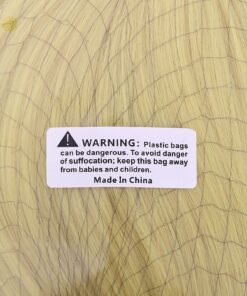 WARNING: Plastic bags
can be dangerous. To avoid danger
of suffocation; keep this bag away
from babies and children.
Made In China